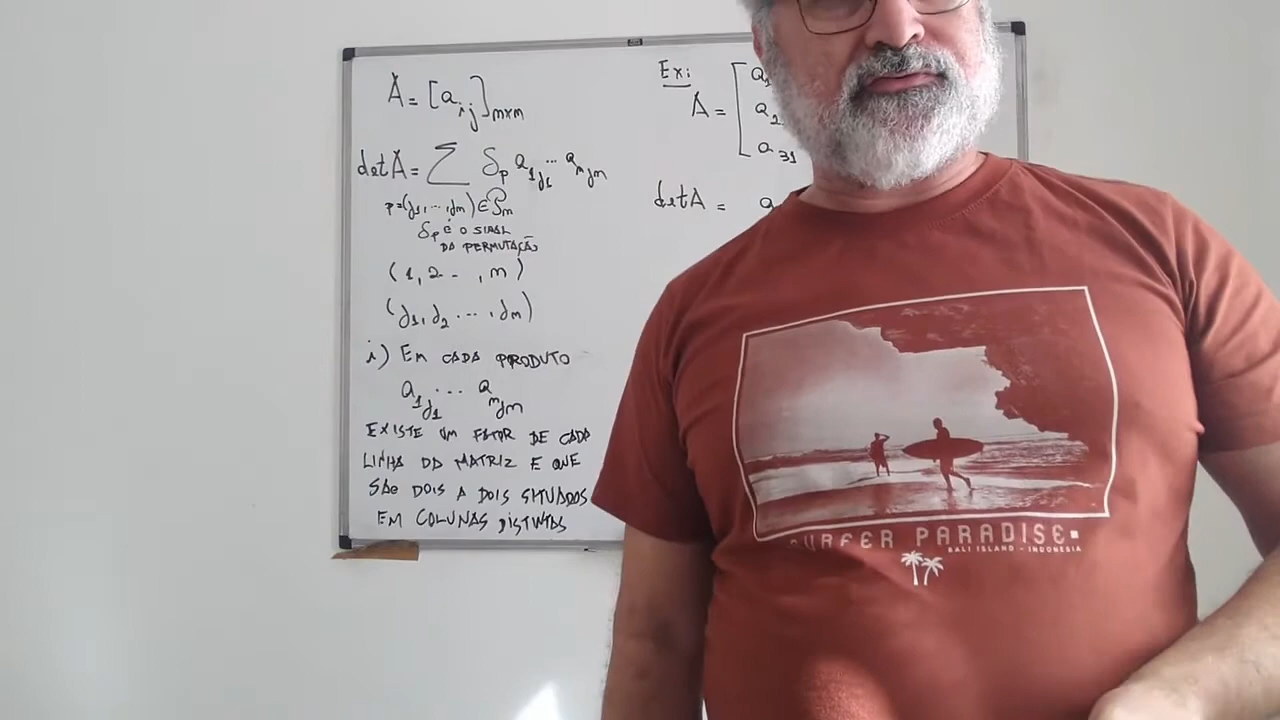 A = [a_ij]_mxm
det A = Σ δ_p a_1j1 ... a_mjm
p=(j1, ..., jm) ∈ S_m
δ_p é o SINAL
DA PERMUTAÇÃO
(1, 2 .. , m)
(j1, j2 ... , jm)
i) EM CADA PRODUTO
a_1j1 ... a_mjm
EXISTE UM FATOR DE CADA
LINHA DA MATRIZ E QUE
SÃO DOIS A DOIS SITUADOS
EM COLUNAS DISTINTAS
Ex:
A = [a
a_2
a_31
det A = a
SURFER PARADISE
BALI ISLAND - INDONESIA